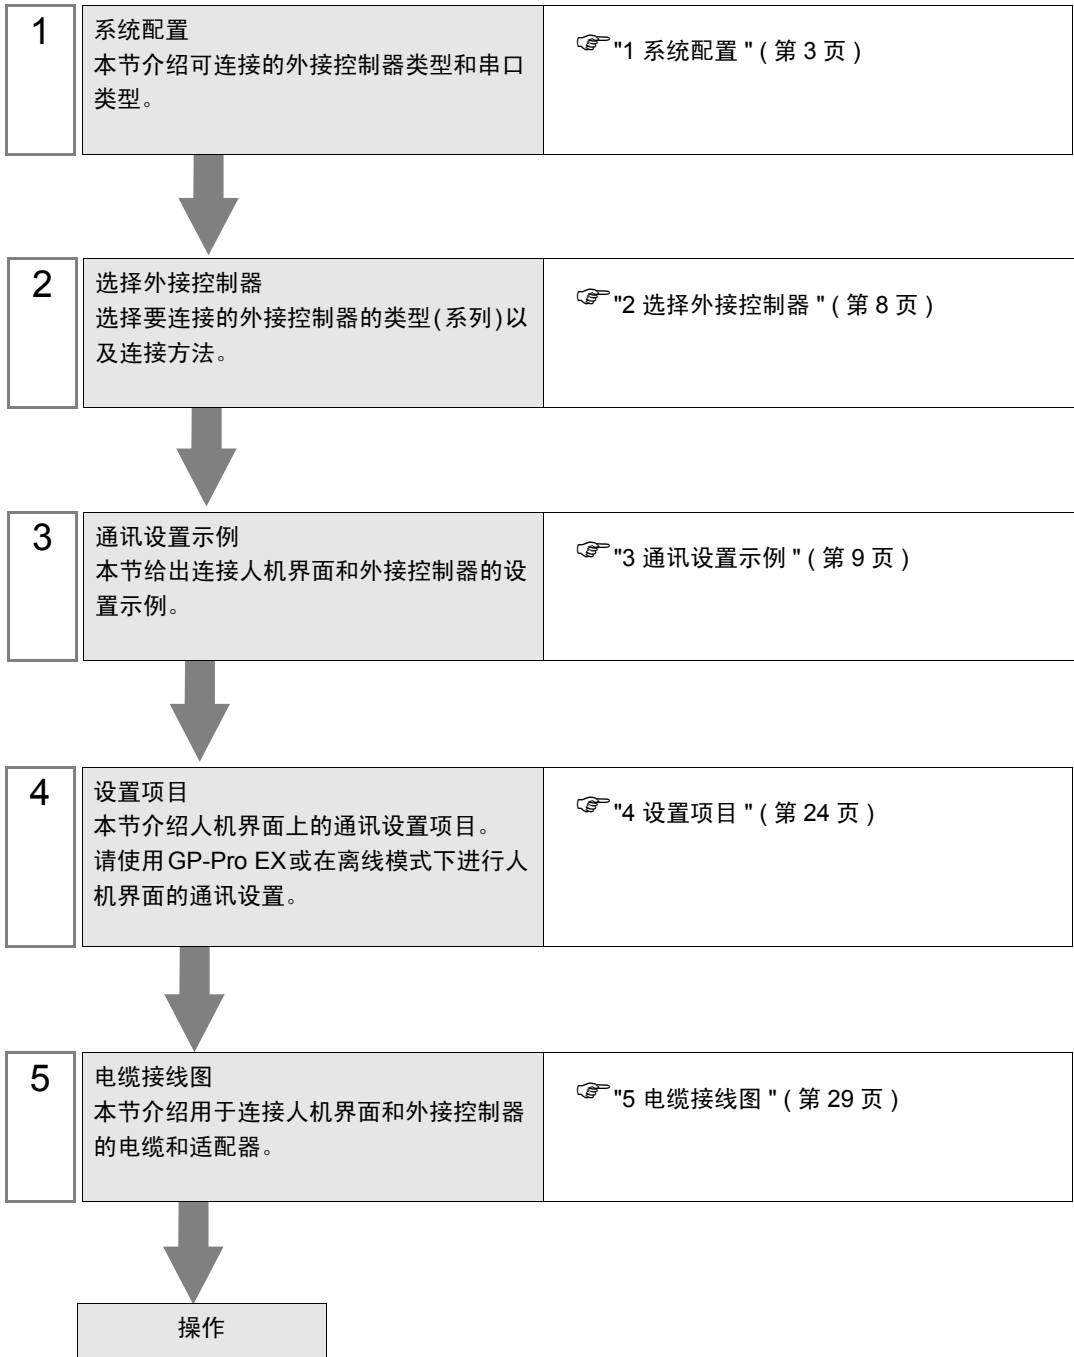 1
系统配置
本节介绍可连接的外接控制器类型和串口
类型。
"1 系统配置 " ( 第 3 页 )
2
选择外接控制器
选择要连接的外接控制器的类型(系列)以
及连接方法。
"2 选择外接控制器 " ( 第 8 页 )
3
通讯设置示例
本节给出连接人机界面和外接控制器的设
置示例。
"3 通讯设置示例 " ( 第 9 页 )
4
设置项目
本节介绍人机界面上的通讯设置项目。
请使用GP-Pro EX或在离线模式下进行人
机界面的通讯设置。
"4 设置项目 " ( 第 24 页 )
5
电缆接线图
本节介绍用于连接人机界面和外接控制器
的电缆和适配器。
"5 电缆接线图 " ( 第 29 页 )
操作